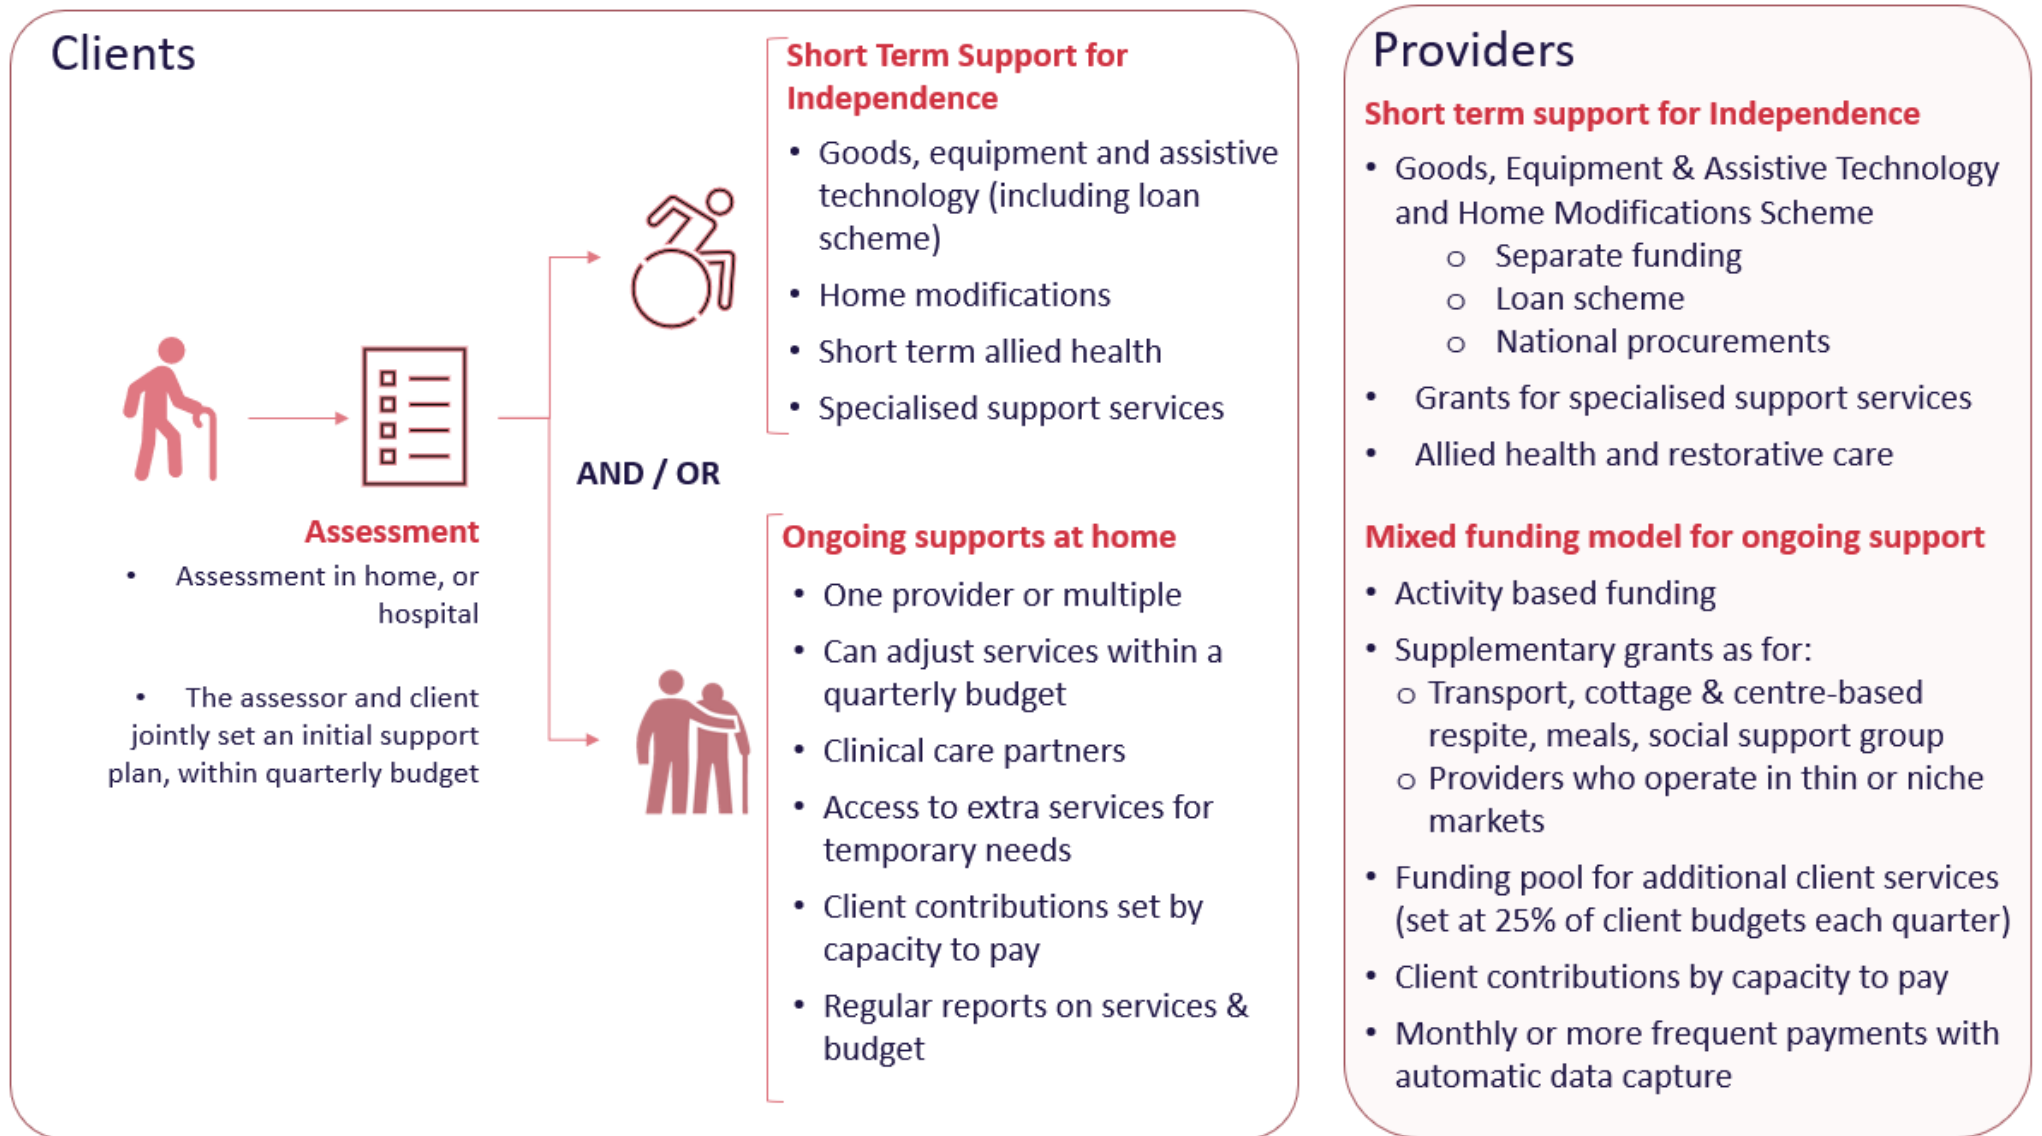 Clients
Assessment
• Assessment in home, or
hospital
• The assessor and client
jointly set an initial support
plan, within quarterly budget
AND / OR
Short Term Support for
Independence
• Goods, equipment and assistive
technology (including loan
scheme)
• Home modifications
• Short term allied health
• Specialised support services
Ongoing supports at home
• One provider or multiple
• Can adjust services within a
quarterly budget
• Clinical care partners
• Access to extra services for
temporary needs
• Client contributions set by
capacity to pay
• Regular reports on services &
budget
Providers
Short term support for Independence
• Goods, Equipment & Assistive Technology
and Home Modifications Scheme
o Separate funding
o Loan scheme
o National procurements
• Grants for specialised support services
• Allied health and restorative care
Mixed funding model for ongoing support
• Activity based funding
• Supplementary grants as for:
o Transport, cottage & centre-based
respite, meals, social support group
o Providers who operate in thin or niche
markets
• Funding pool for additional client services
(set at 25% of client budgets each quarter)
• Client contributions by capacity to pay
• Monthly or more frequent payments with
automatic data capture